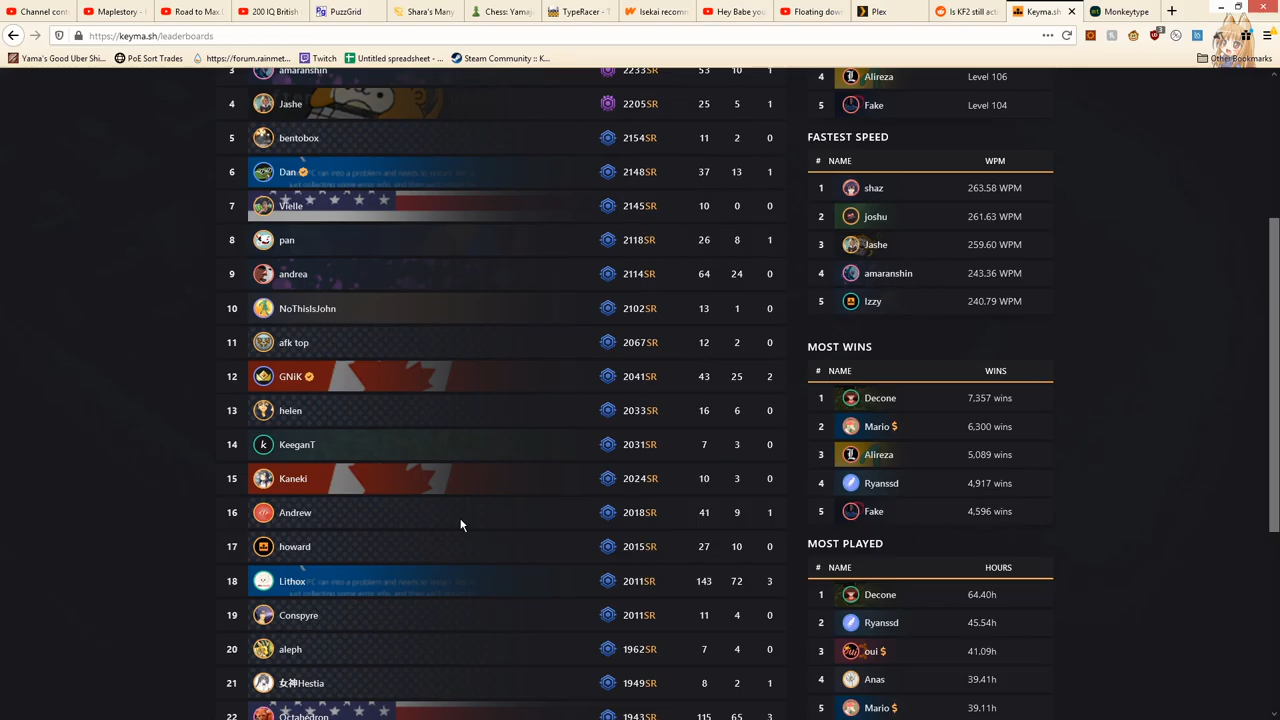 Channel cont
Maplestory -
Road to Max
200 IQ British
PuzzGrid
Shara's Many
Chess: Yamaj
TypeRacer -
Isekai recomm
Hey Babe you
Floating down
Plex
Is KF2 still acti
Keyma.sh
Monkeytype
https://keyma.sh/leaderboards
Yama's Good Uber Shi...
PoE Sort Trades
https://forum.rainmet...
Twitch
Untitled spreadsheet - ...
Steam Community :: K...
Other Bookmarks
3 amaranshin 2233SR 53 10 1
4 Jashe 2205SR 25 5 1
5 bentobox 2154SR 11 2 0
6 Dan 2148SR 37 13 1
7 Vielle 2145SR 10 0 0
8 pan 2118SR 26 8 1
9 andrea 2114SR 64 24 0
10 NoThisIsJohn 2102SR 13 1 0
11 afk top 2067SR 12 2 0
12 GNiK 2041SR 43 25 2
13 helen 2033SR 16 6 0
14 KeeganT 2031SR 7 3 0
15 Kaneki 2024SR 10 3 0
16 Andrew 2018SR 41 9 1
17 howard 2015SR 27 10 0
18 Lithox 2011SR 143 72 3
19 Conspyre 2011SR 11 4 0
20 aleph 1962SR 7 4 0
21 女神Hestia 1949SR 8 2 1
22 Octahedron 1943SR 115 65 3
4 Alireza Level 106
5 Fake Level 104
FASTEST SPEED
# NAME WPM
1 shaz 263.58 WPM
2 joshu 261.63 WPM
3 Jashe 259.60 WPM
4 amaranshin 243.36 WPM
5 Izzy 240.79 WPM
MOST WINS
# NAME WINS
1 Decone 7,357 wins
2 Mario $ 6,300 wins
3 Alireza 5,089 wins
4 Ryanssd 4,917 wins
5 Fake 4,596 wins
MOST PLAYED
# NAME HOURS
1 Decone 64.40h
2 Ryanssd 45.54h
3 oui $ 41.09h
4 Anas 39.41h
5 Mario $ 39.11h